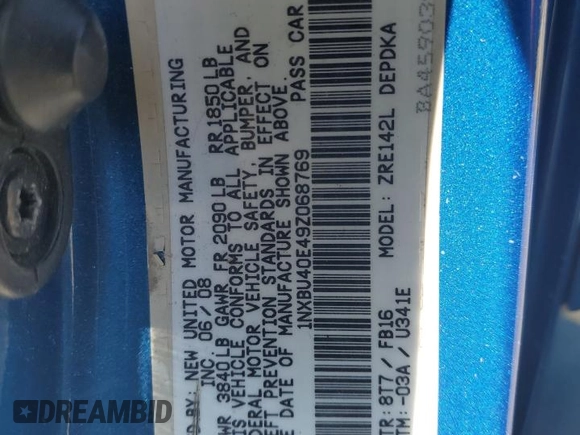 D BY: NEW UNITED MOTOR MANUFACTURING
INC. 06/08
WR 3840LB GAWR FR 2090LB RR 1850LB
IS VEHICLE CONFORMS TO ALL APPLICABLE
DERAL MOTOR VEHICLE SAFETY, BUMPER, AND
EFT PREVENTION STANDARDS IN EFFECT ON
E DATE OF MANUFACTURE SHOWN ABOVE.
1NXBU40E49Z068769 PASS CAR
TR: 8T7 / FB16 MODEL: ZRE142L DEPDKA
TM: -03A / U341E
BA45903
DREAMBID